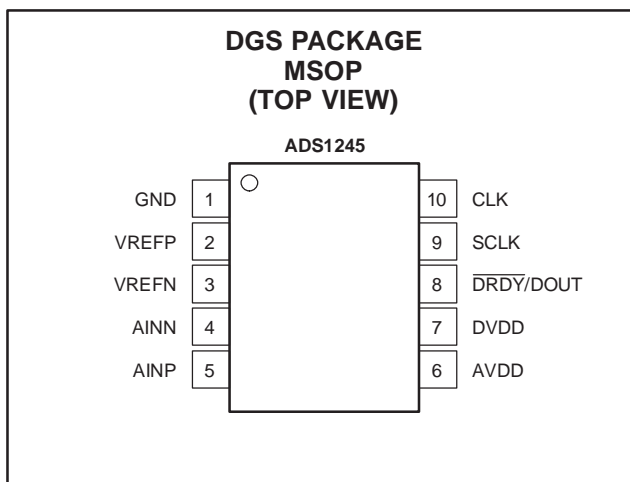 DGS PACKAGE
MSOP
(TOP VIEW)
ADS1245
GND 1 10 CLK
VREFP 2 9 SCLK
VREFN 3 8 D̅R̅D̅Y̅/DOUT
AINN 4 7 DVDD
AINP 5 6 AVDD